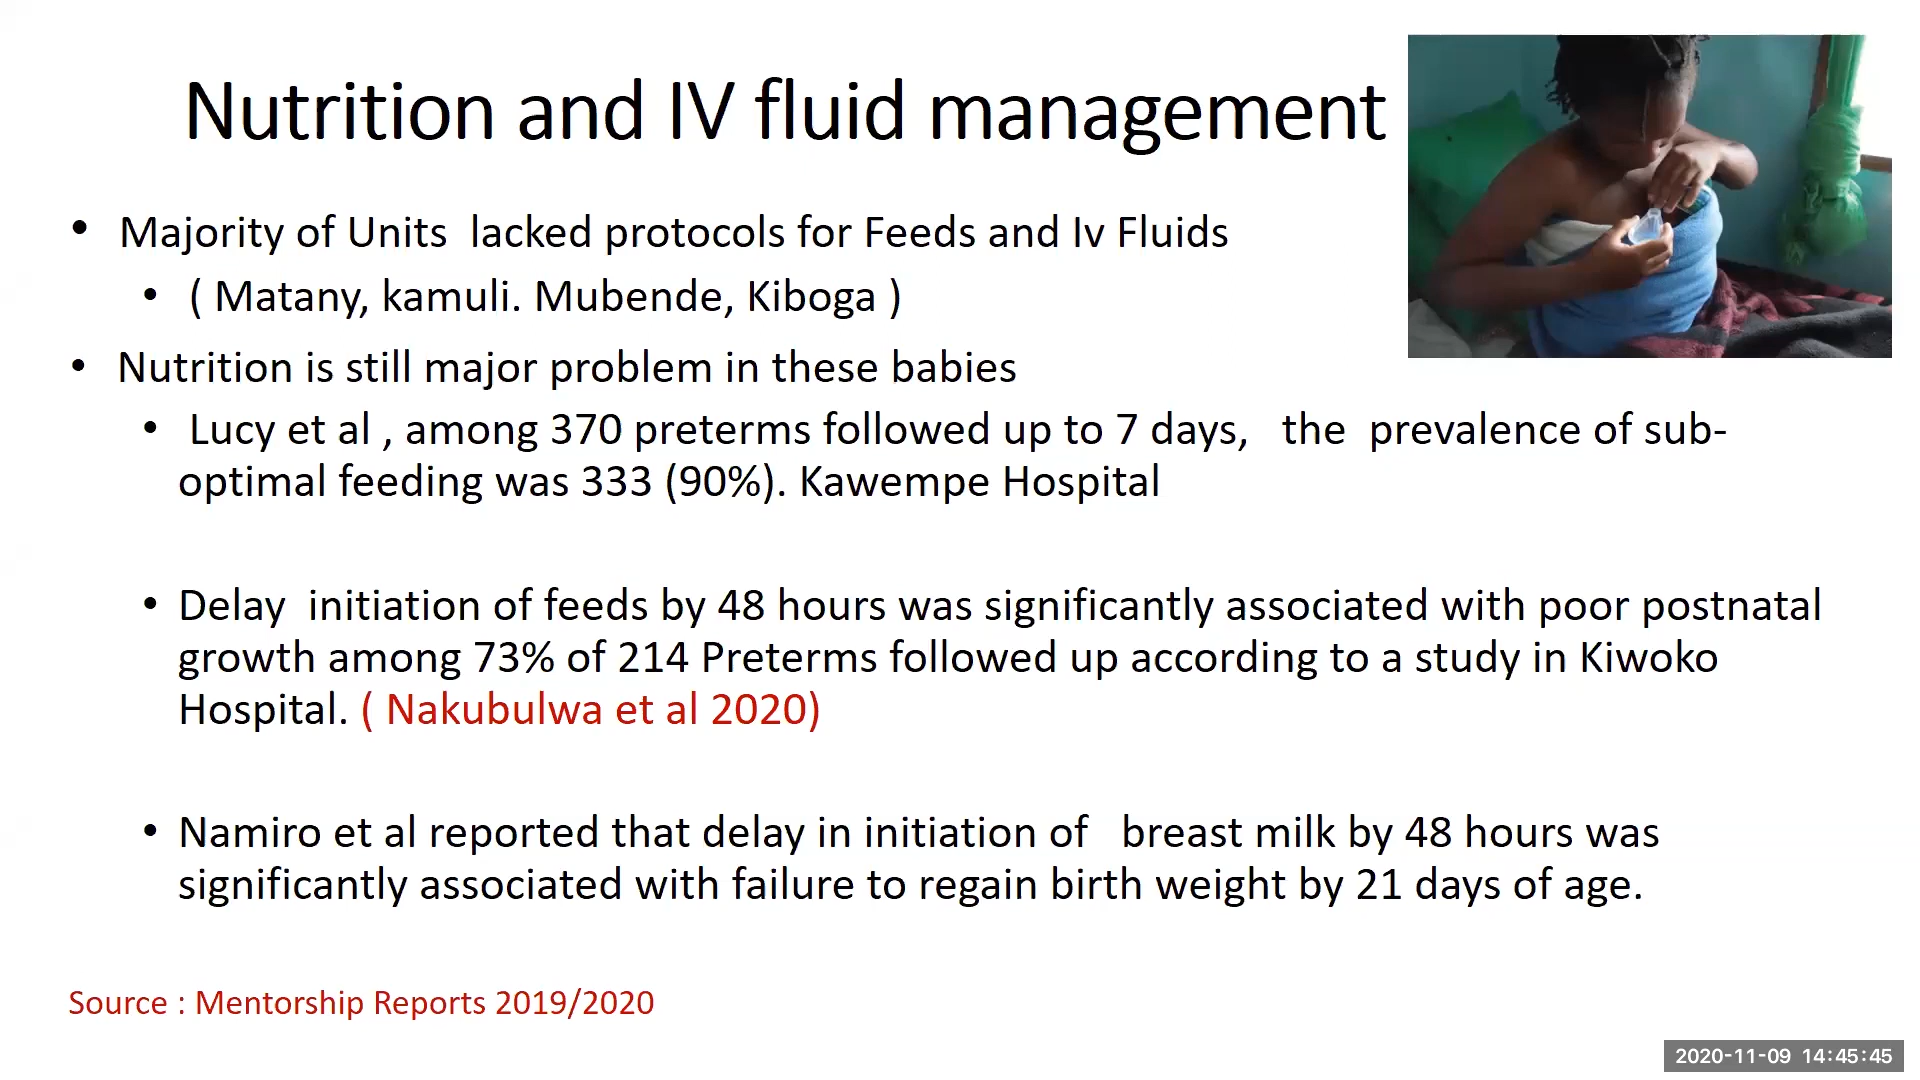 Nutrition and IV fluid management
• Majority of Units lacked protocols for Feeds and Iv Fluids
• ( Matany, kamuli. Mubende, Kiboga )
• Nutrition is still major problem in these babies
• Lucy et al , among 370 preterms followed up to 7 days, the prevalence of sub-
optimal feeding was 333 (90%). Kawempe Hospital
• Delay initiation of feeds by 48 hours was significantly associated with poor postnatal
growth among 73% of 214 Preterms followed up according to a study in Kiwoko
Hospital. ( Nakubulwa et al 2020)
• Namiro et al reported that delay in initiation of breast milk by 48 hours was
significantly associated with failure to regain birth weight by 21 days of age.
Source : Mentorship Reports 2019/2020
2020-11-09 14:45:45